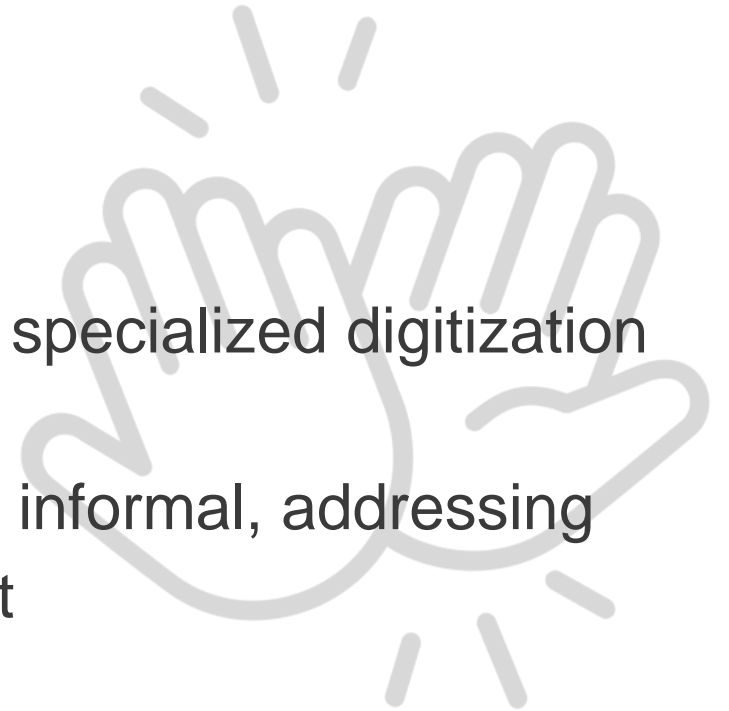 specialized digitization
informal, addressing